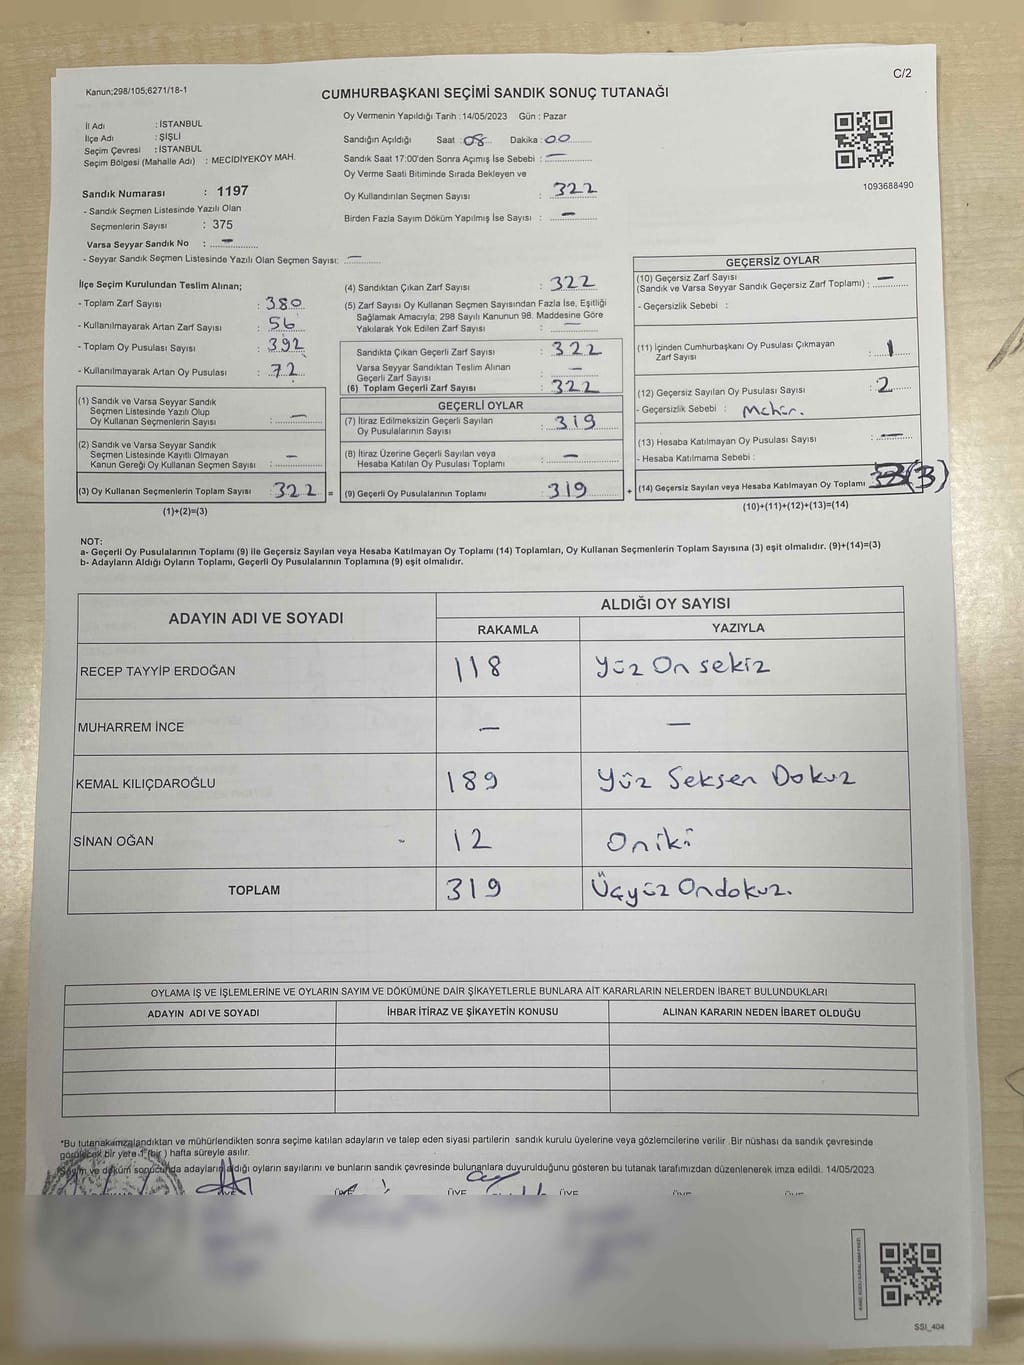 C/2
Kanun;298/105;6271/18-1
CUMHURBAŞKANI SEÇİMİ SANDIK SONUÇ TUTANAĞI
İl Adı : İSTANBUL
İlçe Adı : ŞİŞLİ
Seçim Çevresi : İSTANBUL
Seçim Bölgesi (Mahalle Adı) : MECİDİYEKÖY MAH.
Sandık Numarası : 1197
- Sandık Seçmen Listesinde Yazılı Olan
Seçmenlerin Sayısı : 375
Varsa Seyyar Sandık No : —
- Seyyar Sandık Seçmen Listesinde Yazılı Olan Seçmen Sayısı: —
Oy Vermenin Yapıldığı Tarih : 14/05/2023 Gün : Pazar
Sandığın Açıldığı Saat : 08 Dakika : 00
Sandık Saat 17:00'den Sonra Açımış İse Sebebi : —
Oy Verme Saati Bitiminde Sırada Bekleyen ve
Oy Kullandırılan Seçmen Sayısı : 322
Birden Fazla Sayım Döküm Yapılmış İse Sayısı : —
1093688490
İlçe Seçim Kurulundan Teslim Alınan;
- Toplam Zarf Sayısı : 380
- Kullanılmayarak Artan Zarf Sayısı : 56
- Toplam Oy Pusulası Sayısı : 392
- Kullanılmayarak Artan Oy Pusulası : 72
(1) Sandık ve Varsa Seyyar Sandık
Seçmen Listesinde Yazılı Olup
Oy Kullanan Seçmenlerin Sayısı : —
(2) Sandık ve Varsa Seyyar Sandık
Seçmen Listesinde Kayıtlı Olmayan
Kanun Gereği Oy Kullanan Seçmen Sayısı : —
(3) Oy Kullanan Seçmenlerin Toplam Sayısı : 322 =
(1)+(2)=(3)
(4) Sandıktan Çıkan Zarf Sayısı : 322
(5) Zarf Sayısı Oy Kullanan Seçmen Sayısından Fazla İse, Eşitliği
Sağlamak Amacıyla; 298 Sayılı Kanunun 98. Maddesine Göre
Yakılarak Yok Edilen Zarf Sayısı : —
Sandıkta Çıkan Geçerli Zarf Sayısı : 322
Varsa Seyyar Sandıktan Teslim Alınan
Geçerli Zarf Sayısı : —
(6) Toplam Geçerli Zarf Sayısı : 322
GEÇERLİ OYLAR
(7) İtiraz Edilmeksizin Geçerli Sayılan
Oy Pusulalarının Sayısı : 319
(8) İtiraz Üzerine Geçerli Sayılan veya
Hesaba Katılan Oy Pusulası Toplamı : —
(9) Geçerli Oy Pusulalarının Toplamı : 319 +
GEÇERSİZ OYLAR
(10) Geçersiz Zarf Sayısı
(Sandık ve Varsa Seyyar Sandık Geçersiz Zarf Toplamı) : —
- Geçersizlik Sebebi :
(11) İçinden Cumhurbaşkanı Oy Pusulası Çıkmayan
Zarf Sayısı : 1
(12) Geçersiz Sayılan Oy Pusulası Sayısı : 2
- Geçersizlik Sebebi :
(13) Hesaba Katılmayan Oy Pusulası Sayısı : —
- Hesaba Katılmama Sebebi :
(14) Geçersiz Sayılan veya Hesaba Katılmayan Oy Toplamı (3)
(10)+(11)+(12)+(13)=(14)
NOT:
a- Geçerli Oy Pusulalarının Toplamı (9) ile Geçersiz Sayılan veya Hesaba Katılmayan Oy Toplamı (14) Toplamları, Oy Kullanan Seçmenlerin Toplam Sayısına (3) eşit olmalıdır. (9)+(14)=(3)
b- Adayların Aldığı Oyların Toplamı, Geçerli Oy Pusulalarının Toplamına (9) eşit olmalıdır.
ADAYIN ADI VE SOYADI ALDIĞI OY SAYISI
RAKAMLA YAZIYLA
RECEP TAYYİP ERDOĞAN 118 Yüz On sekiz
MUHARREM İNCE — —
KEMAL KILIÇDAROĞLU 189 Yüz Seksen Dokuz
SİNAN OĞAN 12 Oniki
TOPLAM 319 Üçyüz Ondokuz.
OYLAMA İŞ VE İŞLEMLERİNE VE OYLARIN SAYIM VE DÖKÜMÜNE DAİR ŞİKAYETLERLE BUNLARA AİT KARARLARIN NELERDEN İBARET BULUNDUKLARI
ADAYIN ADI VE SOYADI İHBAR İTİRAZ VE ŞİKAYETİN KONUSU ALINAN KARARIN NEDEN İBARET OLDUĞU
*Bu tutanak imzalandıktan ve mühürlendikten sonra seçime katılan adayların ve talep eden siyasi partilerin sandık kurulu üyelerine veya gözlemcilerine verilir .Bir nüshası da sandık çevresinde
görülecek bir yere 1 (bir ) hafta süreyle asılır.
Sayım ve döküm sonucunda adayların aldığı oyların sayılarını ve bunların sandık çevresinde bulunanlara duyurulduğunu gösteren bu tutanak tarafımızdan düzenlenerek imza edildi. 14/05/2023
ÜYE ÜYE ÜYE ÜYE
SSI_404